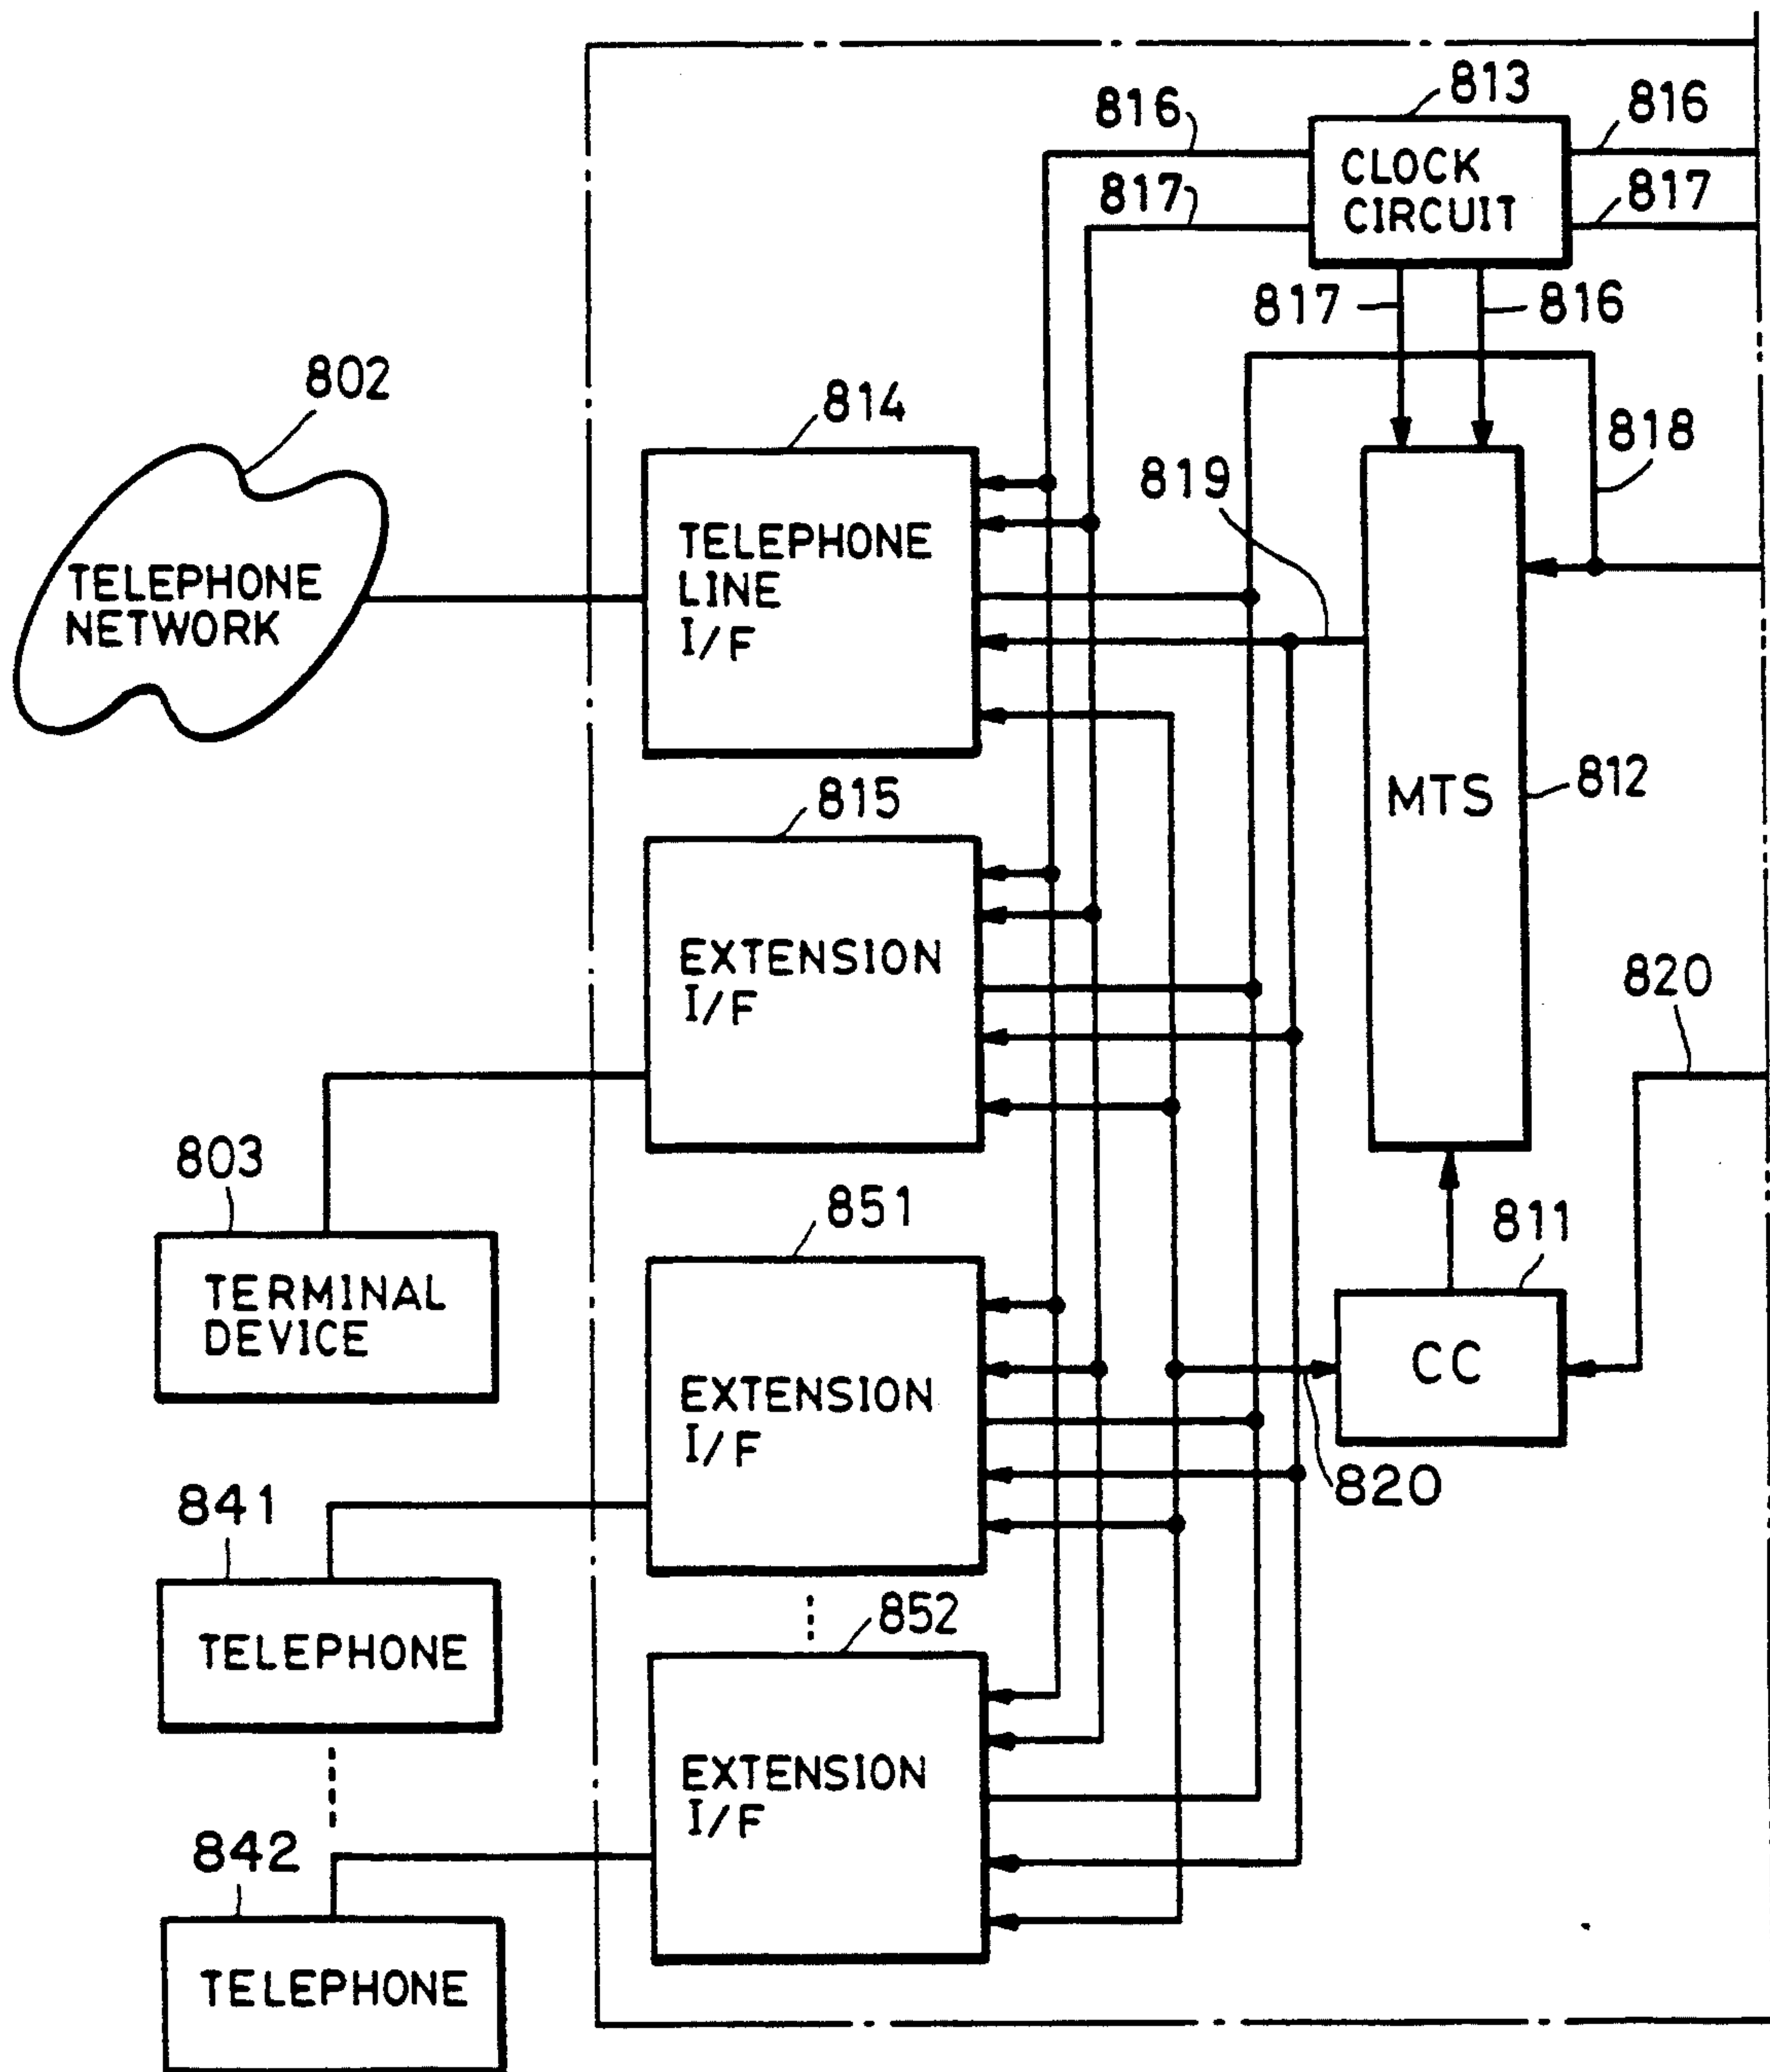 813
816
816
CLOCK
CIRCUIT
817
817
817
816
802
814
818
819
TELEPHONE
NETWORK
TELEPHONE
LINE
I/F
MTS
812
815
EXTENSION
I/F
820
803
TERMINAL
DEVICE
851
811
EXTENSION
I/F
CC
820
841
TELEPHONE
852
EXTENSION
I/F
842
TELEPHONE